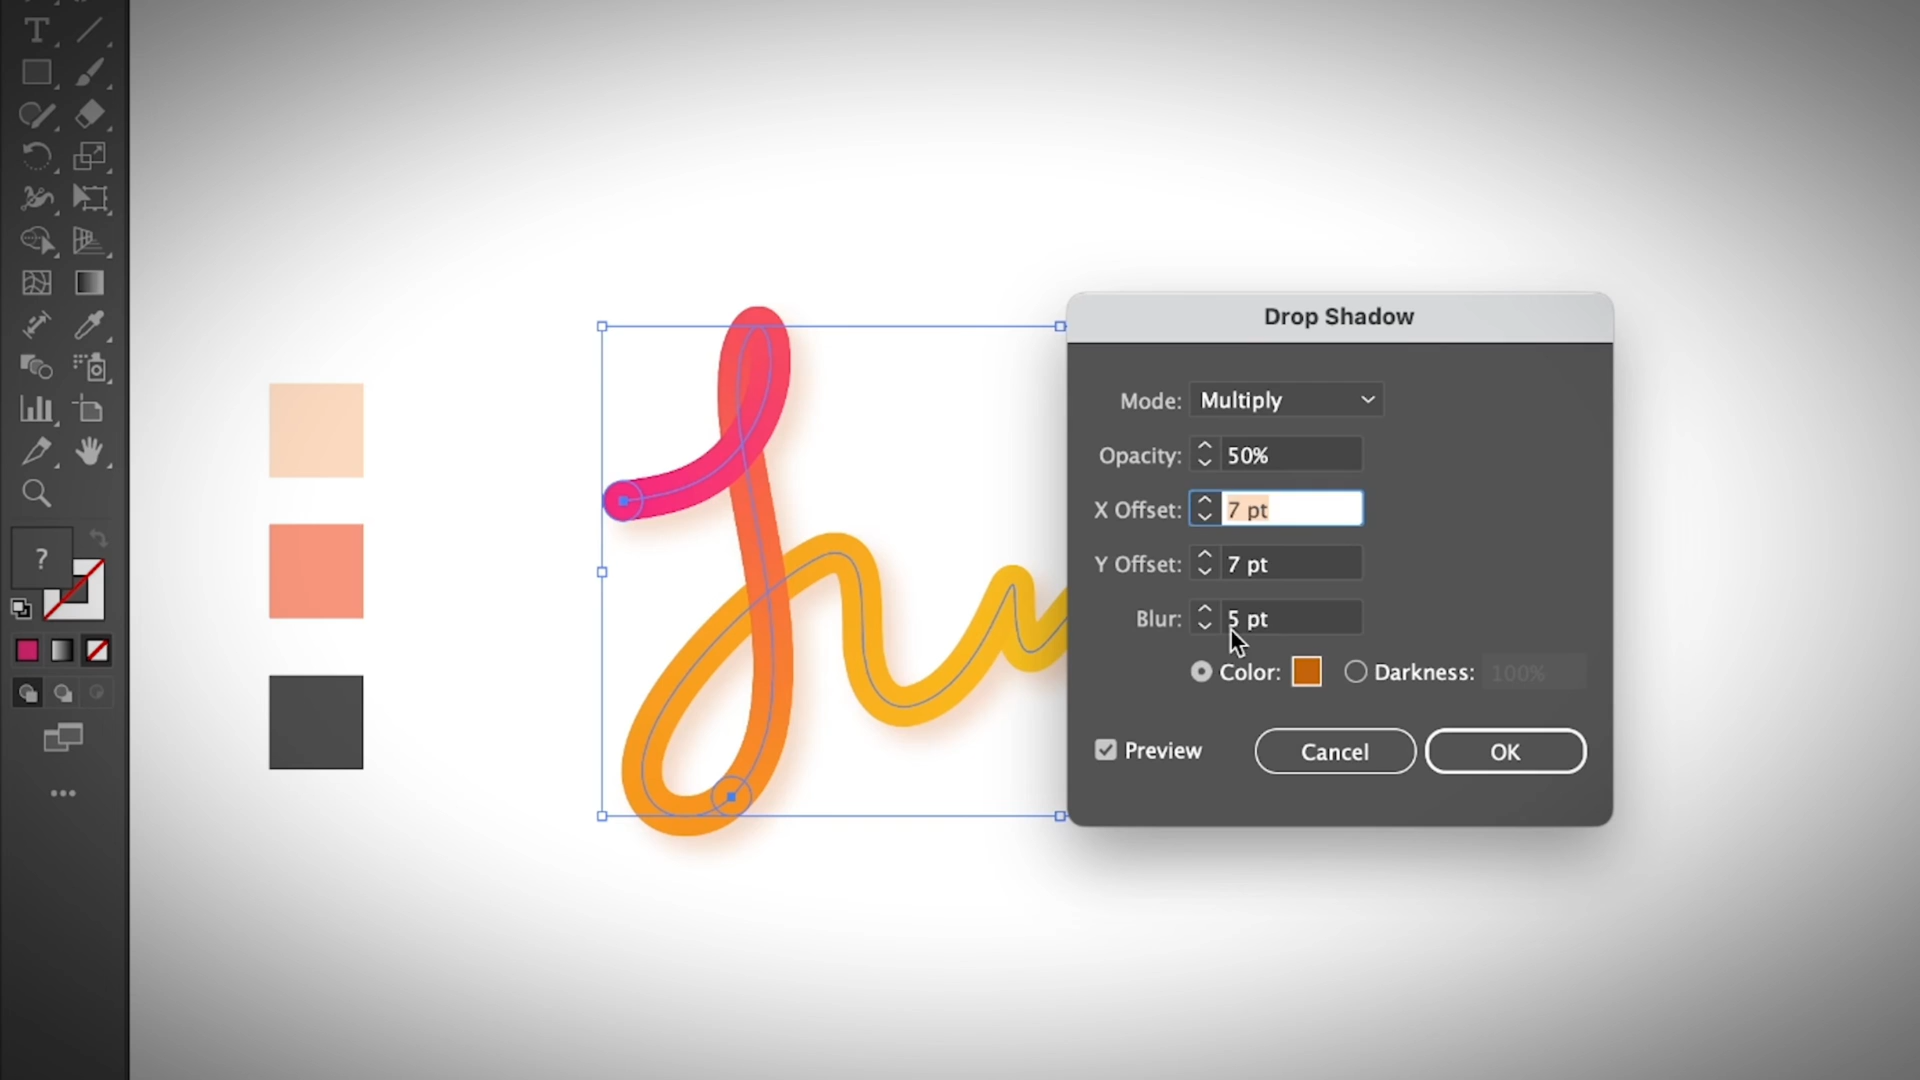 T
?
Drop Shadow
Mode: Multiply
Opacity: 50%
X Offset: 7 pt
Y Offset: 7 pt
Blur: 5 pt
Color: Darkness: 100%
Preview Cancel OK